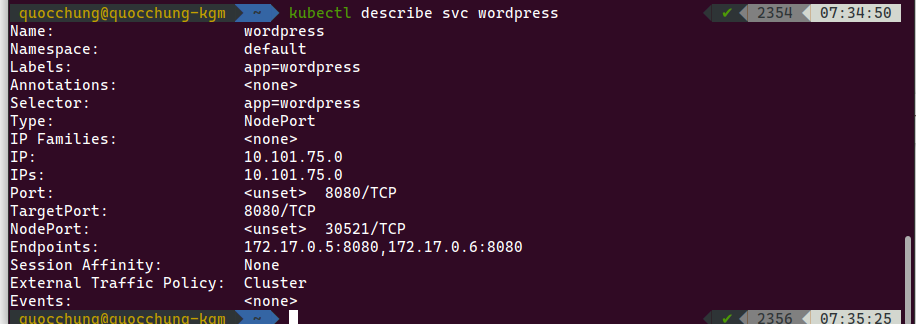 quocchung@quocchung-kgm ~ kubectl describe svc wordpress ✔ 2354 07:34:50
Name: wordpress
Namespace: default
Labels: app=wordpress
Annotations: <none>
Selector: app=wordpress
Type: NodePort
IP Families: <none>
IP: 10.101.75.0
IPs: 10.101.75.0
Port: <unset> 8080/TCP
TargetPort: 8080/TCP
NodePort: <unset> 30521/TCP
Endpoints: 172.17.0.5:8080,172.17.0.6:8080
Session Affinity: None
External Traffic Policy: Cluster
Events: <none>
quocchung@quocchung-kgm ~ ✔ 2356 07:35:25